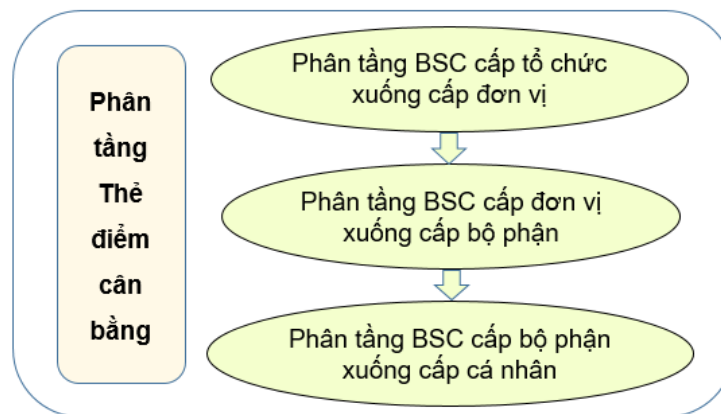 Phân
tầng
Thẻ
điểm
cân
bằng
Phân tầng BSC cấp tổ chức
xuống cấp đơn vị
Phân tầng BSC cấp đơn vị
xuống cấp bộ phận
Phân tầng BSC cấp bộ phận
xuống cấp cá nhân